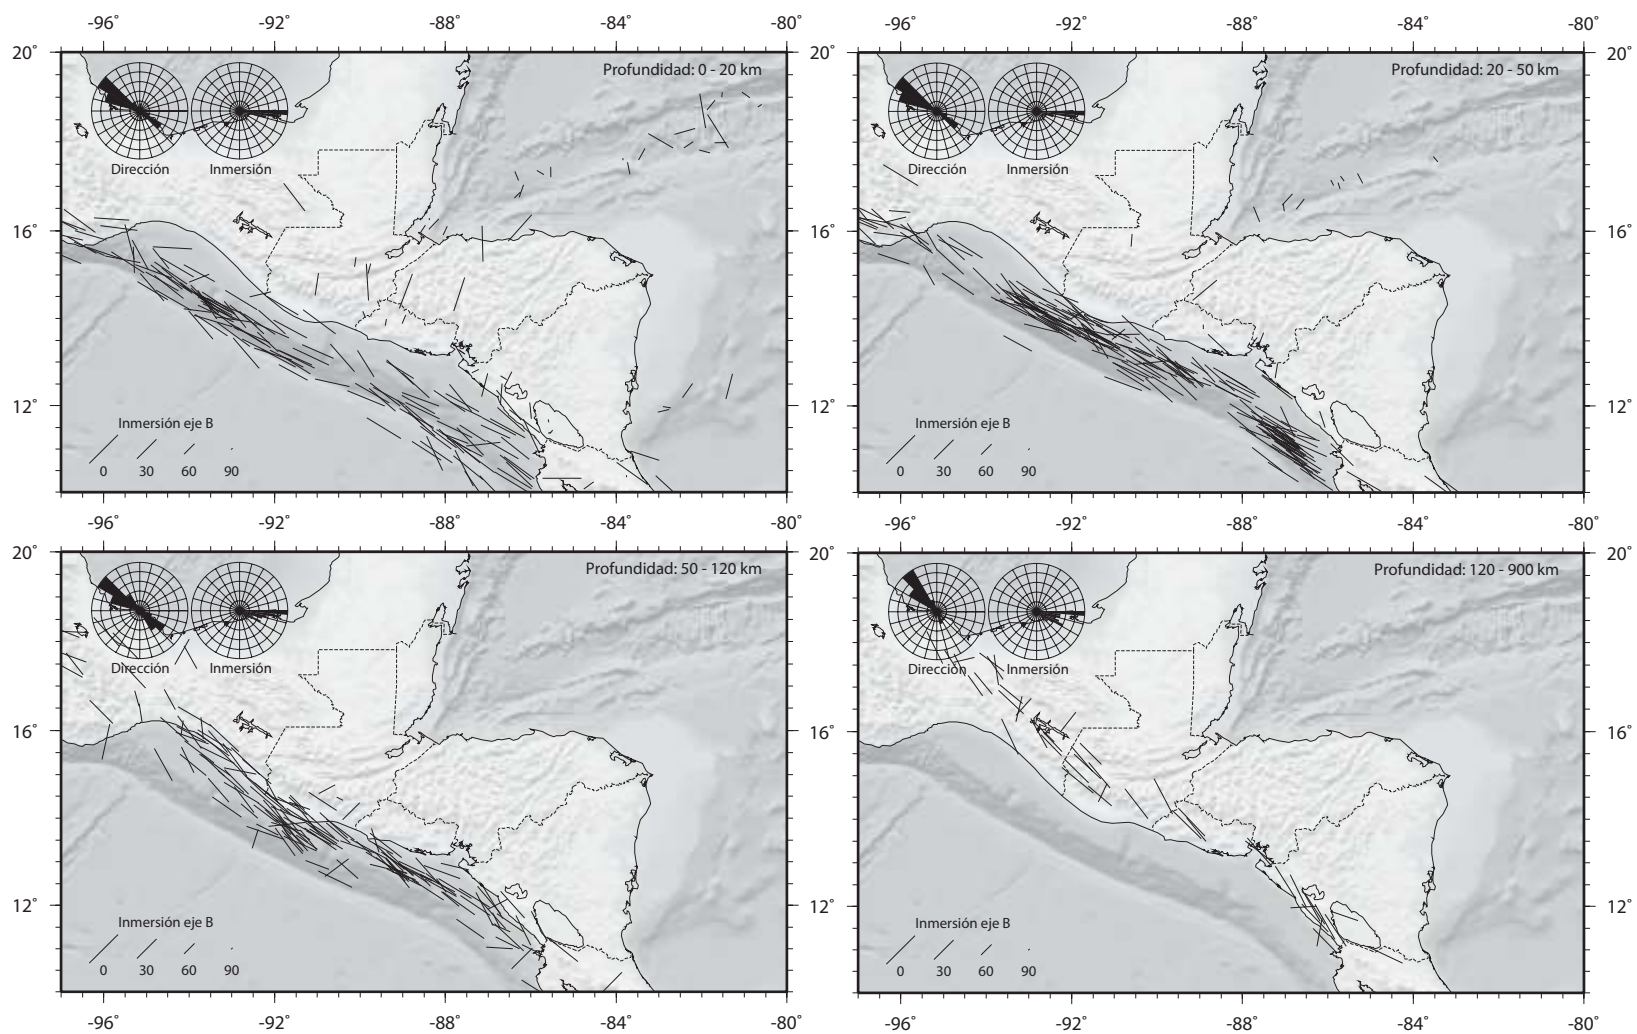 -96° -92° -88° -84° -80° -96° -92° -88° -84° -80°
20° Profundidad: 0 - 20 km Profundidad: 20 - 50 km 20°
Dirección Inmersión Dirección Inmersión
16° 16° 16°
12° 12° 12°
Inmersión eje B Inmersión eje B
0 30 60 90 0 30 60 90
-96° -92° -88° -84° -80° -96° -92° -88° -84° -80°
20° Profundidad: 50 - 120 km 20° Profundidad: 120 - 900 km 20°
Dirección Inmersión Dirección Inmersión
16° 16° 16°
12° 12° 12°
Inmersión eje B Inmersión eje B
0 30 60 90 0 30 60 90
-96° -92° -88° -84° -80° -96° -92° -88° -84° -80°